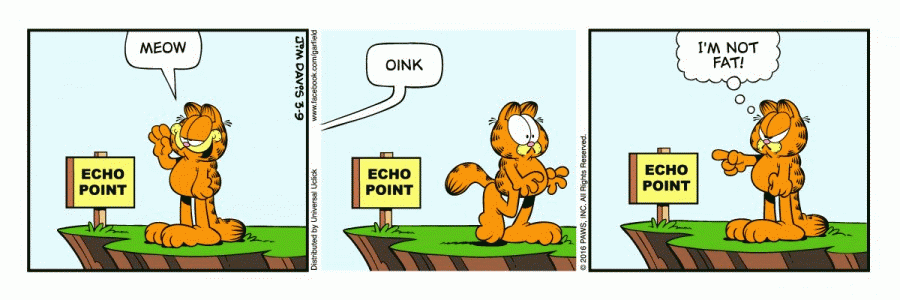 MEOW
ECHO
POINT
JIM DAVIS 3-9
www.facebook.com/garfield
Distributed by Universal Uclick
OINK
ECHO
POINT
© 2016 PAWS, INC. All Rights Reserved.
I'M NOT
FAT!
ECHO
POINT